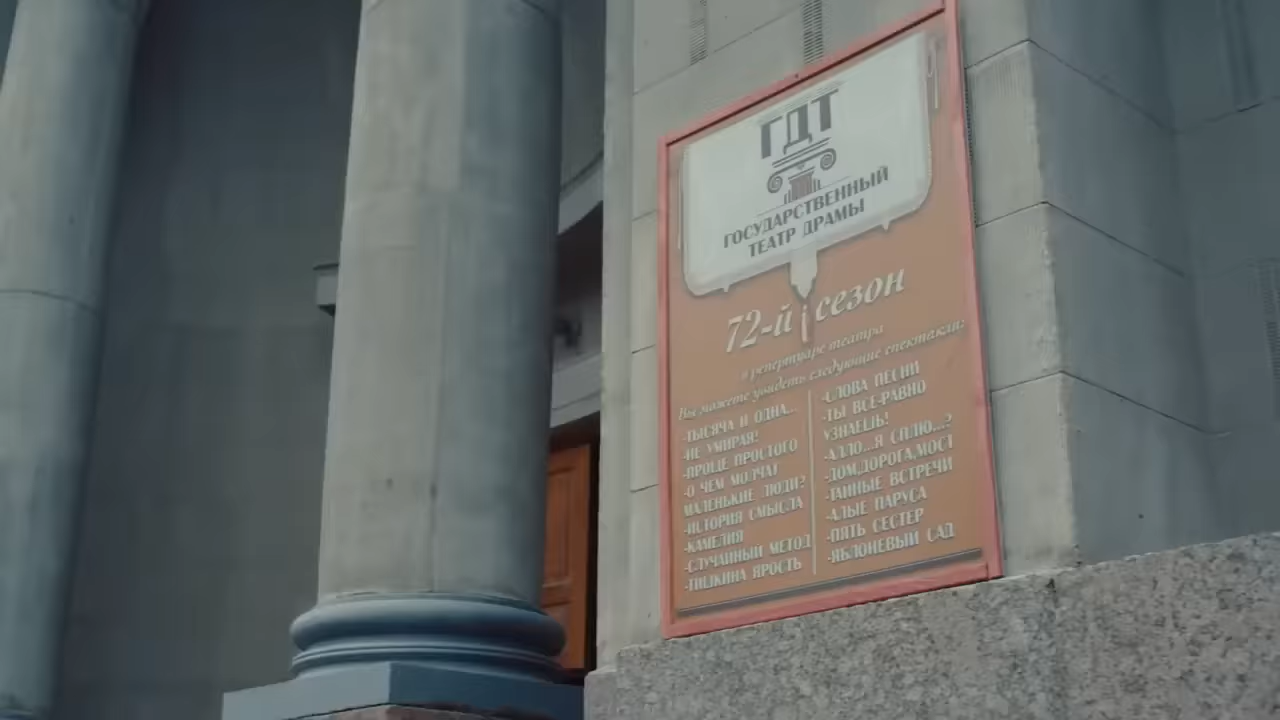 ГДТ
ГОСУДАРСТВЕННЫЙ
ТЕАТР ДРАМЫ
72-й сезон
в репертуаре театра
Вы можете увидеть следующие спектакли:
-ТЫСЯЧА И ОДНА...
-НЕ УМИРАЯ!
-ПРОЩЕ ПРОСТОГО
-О ЧЕМ МОЛЧАТ
МАЛЕНЬКИЕ ЛЮДИ?
-ИСТОРИЯ СМЫСЛА
-КАМЕЛИЯ
-СЛУЧАЙНЫЙ МЕТОД
ЯРОСТЬ
-СЛОВА ПЕСНИ
-ТЫ ВСЕ-РАВНО
УЗНАЕШЬ!
-АЛЛО...Я СПЛЮ...?
-ДОМ,ДОРОГА,МОСТ
-ТАЙНЫЕ ВСТРЕЧИ
-АЛЫЕ ПАРУСА
-ПЯТЬ СЕСТЕР
-ЯБЛОНЕВЫЙ САД